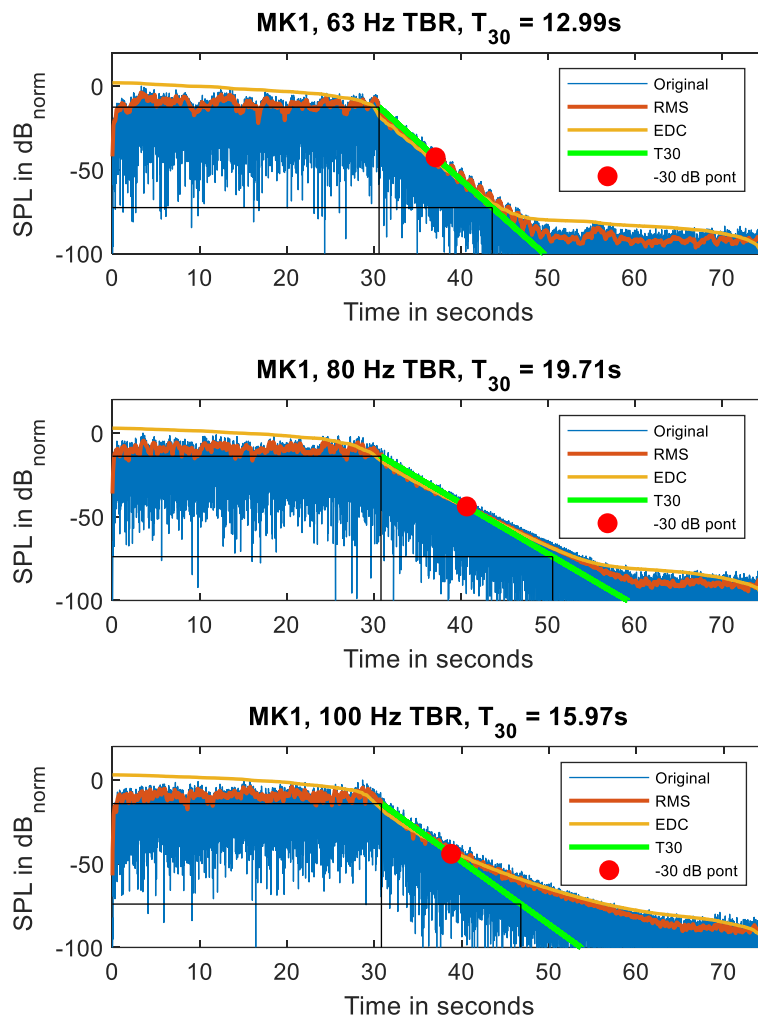 MK1, 63 Hz TBR, T30 = 12.99s
SPL in dBnorm
0
-50
-100
Original
RMS
EDC
T30
-30 dB pont
0 10 20 30 40 50 60 70
Time in seconds
MK1, 80 Hz TBR, T30 = 19.71s
SPL in dBnorm
0
-50
-100
Original
RMS
EDC
T30
-30 dB pont
0 10 20 30 40 50 60 70
Time in seconds
MK1, 100 Hz TBR, T30 = 15.97s
SPL in dBnorm
0
-50
-100
Original
RMS
EDC
T30
-30 dB pont
0 10 20 30 40 50 60 70
Time in seconds